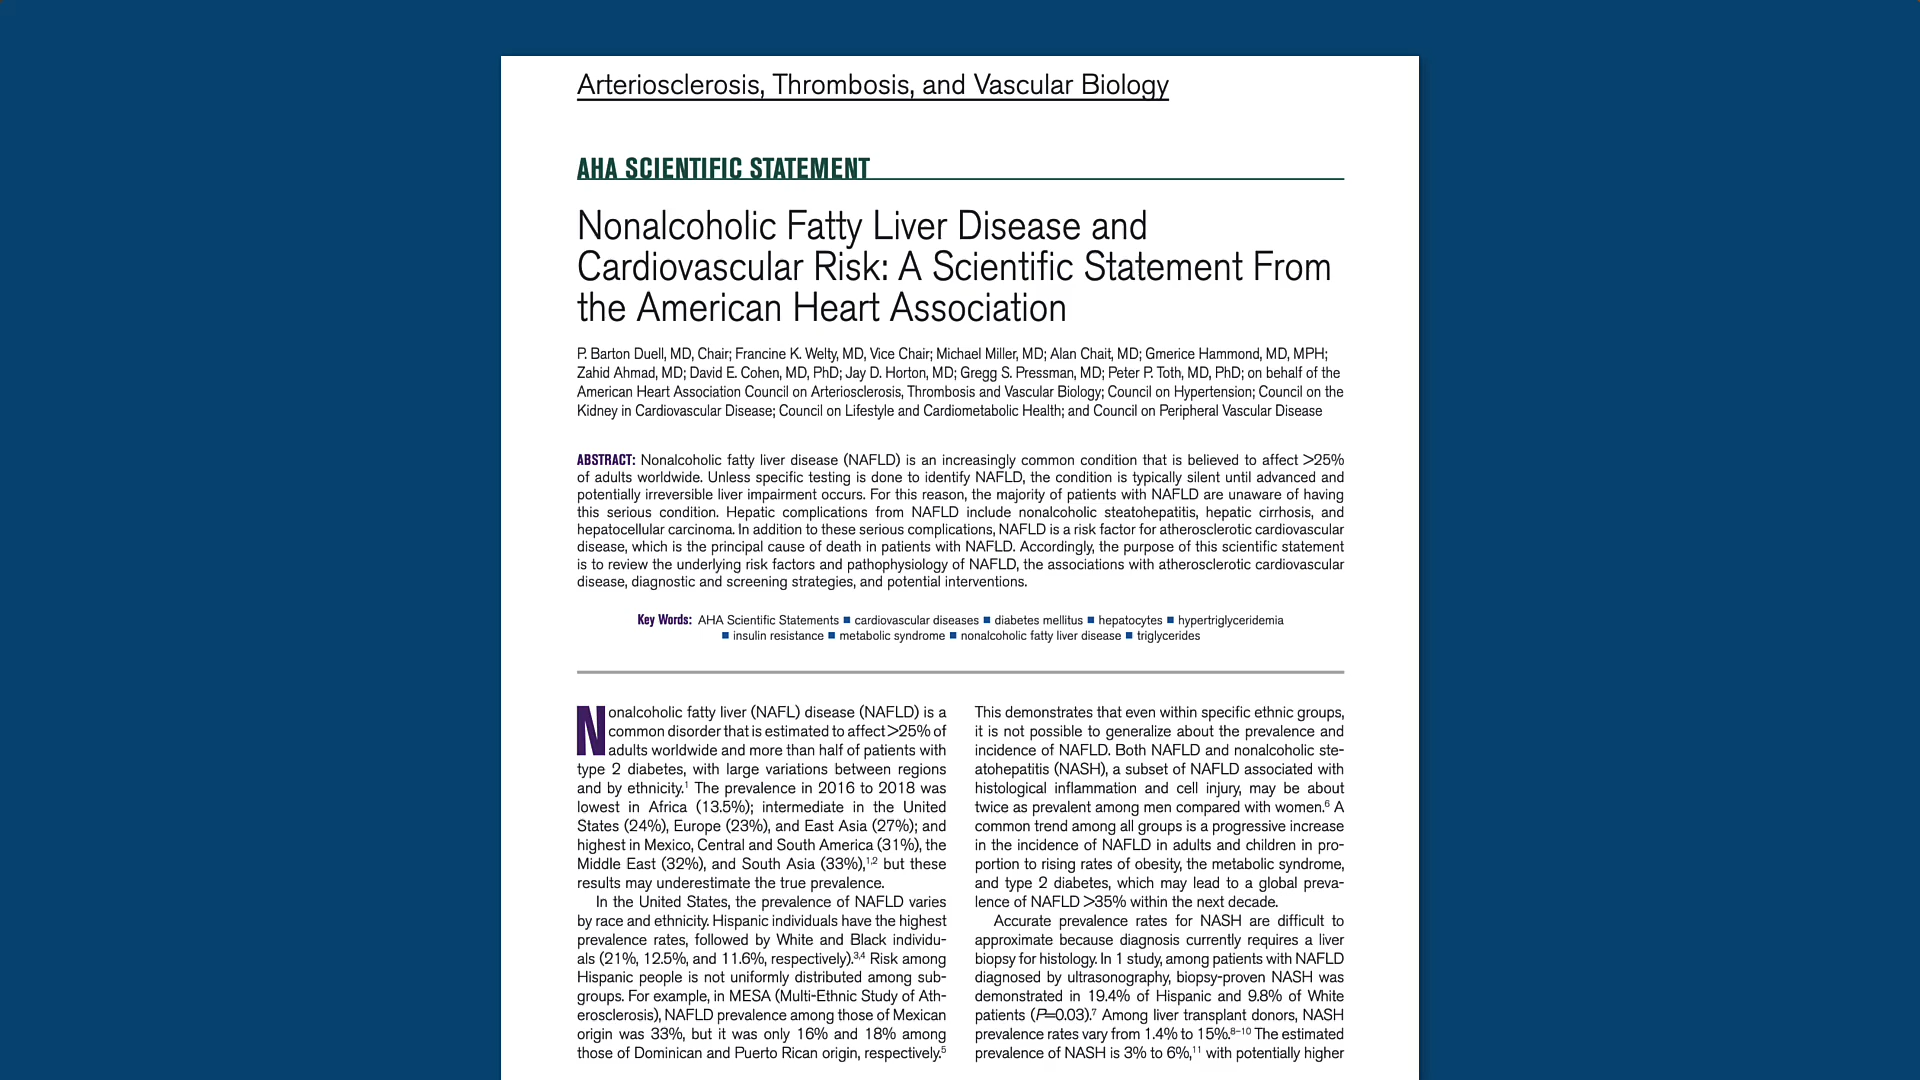 Arteriosclerosis, Thrombosis, and Vascular Biology
AHA SCIENTIFIC STATEMENT
Nonalcoholic Fatty Liver Disease and
Cardiovascular Risk: A Scientific Statement From
the American Heart Association
P. Barton Duell, MD, Chair; Francine K. Welty, MD, Vice Chair; Michael Miller, MD; Alan Chait, MD; Gmerice Hammond, MD, MPH;
Zahid Ahmad, MD; David E. Cohen, MD, PhD; Jay D. Horton, MD; Gregg S. Pressman, MD; Peter P. Toth, MD, PhD; on behalf of the
American Heart Association Council on Arteriosclerosis, Thrombosis and Vascular Biology; Council on Hypertension; Council on the
Kidney in Cardiovascular Disease; Council on Lifestyle and Cardiometabolic Health; and Council on Peripheral Vascular Disease
ABSTRACT: Nonalcoholic fatty liver disease (NAFLD) is an increasingly common condition that is believed to affect >25%
of adults worldwide. Unless specific testing is done to identify NAFLD, the condition is typically silent until advanced and
potentially irreversible liver impairment occurs. For this reason, the majority of patients with NAFLD are unaware of having
this serious condition. Hepatic complications from NAFLD include nonalcoholic steatohepatitis, hepatic cirrhosis, and
hepatocellular carcinoma. In addition to these serious complications, NAFLD is a risk factor for atherosclerotic cardiovascular
disease, which is the principal cause of death in patients with NAFLD. Accordingly, the purpose of this scientific statement
is to review the underlying risk factors and pathophysiology of NAFLD, the associations with atherosclerotic cardiovascular
disease, diagnostic and screening strategies, and potential interventions.
Key Words: AHA Scientific Statements ■ cardiovascular diseases ■ diabetes mellitus ■ hepatocytes ■ hypertriglyceridemia
■ insulin resistance ■ metabolic syndrome ■ nonalcoholic fatty liver disease ■ triglycerides
Nonalcoholic fatty liver (NAFL) disease (NAFLD) is a
common disorder that is estimated to affect >25% of
adults worldwide and more than half of patients with
type 2 diabetes, with large variations between regions
and by ethnicity.¹ The prevalence in 2016 to 2018 was
lowest in Africa (13.5%); intermediate in the United
States (24%), Europe (23%), and East Asia (27%); and
highest in Mexico, Central and South America (31%), the
Middle East (32%), and South Asia (33%),¹,² but these
results may underestimate the true prevalence.
In the United States, the prevalence of NAFLD varies
by race and ethnicity. Hispanic individuals have the highest
prevalence rates, followed by White and Black individu-
als (21%, 12.5%, and 11.6%, respectively).³,⁴ Risk among
Hispanic people is not uniformly distributed among sub-
groups. For example, in MESA (Multi-Ethnic Study of Ath-
erosclerosis), NAFLD prevalence among those of Mexican
origin was 33%, but it was only 16% and 18% among
those of Dominican and Puerto Rican origin, respectively.⁵
This demonstrates that even within specific ethnic groups,
it is not possible to generalize about the prevalence and
incidence of NAFLD. Both NAFLD and nonalcoholic ste-
atohepatitis (NASH), a subset of NAFLD associated with
histological inflammation and cell injury, may be about
twice as prevalent among men compared with women.⁶ A
common trend among all groups is a progressive increase
in the incidence of NAFLD in adults and children in pro-
portion to rising rates of obesity, the metabolic syndrome,
and type 2 diabetes, which may lead to a global preva-
lence of NAFLD >35% within the next decade.
Accurate prevalence rates for NASH are difficult to
approximate because diagnosis currently requires a liver
biopsy for histology. In 1 study, among patients with NAFLD
diagnosed by ultrasonography, biopsy-proven NASH was
demonstrated in 19.4% of Hispanic and 9.8% of White
patients (P=0.03).⁷ Among liver transplant donors, NASH
prevalence rates vary from 1.4% to 15%.⁸⁻¹⁰ The estimated
prevalence of NASH is 3% to 6%,¹¹ with potentially higher